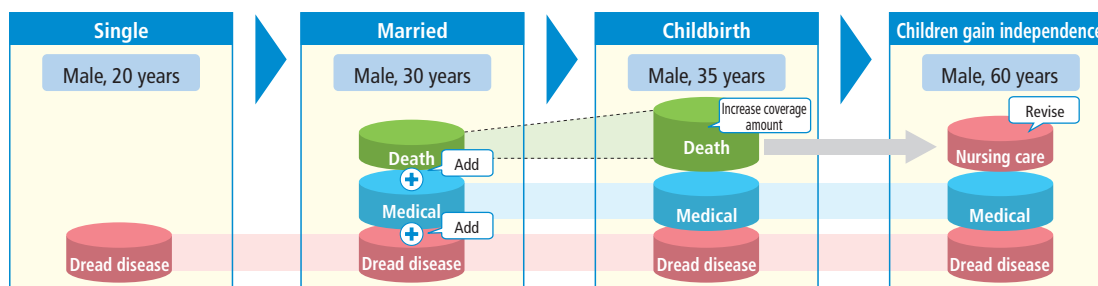 Single
Married
Childbirth
Children gain independence
Male, 20 years
Male, 30 years
Male, 35 years
Male, 60 years
Increase coverage
amount
Revise
Death
Death
Nursing care
Add
Medical
Medical
Medical
Add
Dread disease
Dread disease
Dread disease
Dread disease